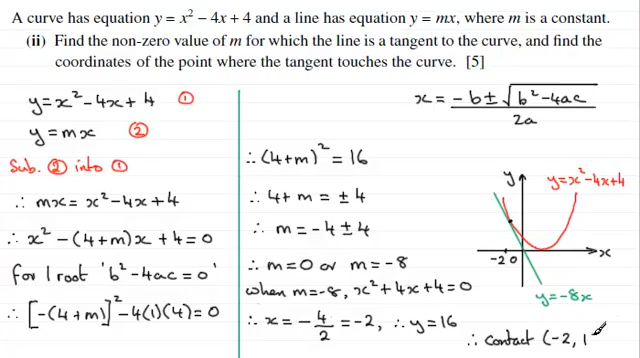 A curve has equation y = x² − 4x + 4 and a line has equation y = mx, where m is a constant.
(ii) Find the non-zero value of m for which the line is a tangent to the curve, and find the
coordinates of the point where the tangent touches the curve. [5]
y = x² − 4x + 4 ①
y = mx ②
Sub. ② into ①
∴ mx = x² − 4x + 4
∴ x² − (4+m)x + 4 = 0
for 1 root 'b² − 4ac = 0'
∴ [−(4+m)]² − 4(1)(4) = 0
∴ (4+m)² = 16
∴ 4+m = ±4
∴ m = −4 ± 4
∴ m = 0 or m = −8
when m = −8, x² + 4x + 4 = 0
∴ x = −4/2 = −2, ∴ y = 16
x = (−b ± √(b² − 4ac))/2a
y
y = x² − 4x + 4
−2 0 x
y = −8x
∴ contact (−2, 1